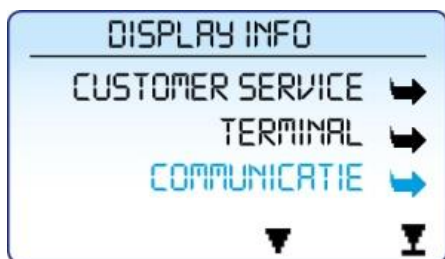 DISPLAY INFO
CUSTOMER SERVICE
TERMINAL
COMMUNICATIE